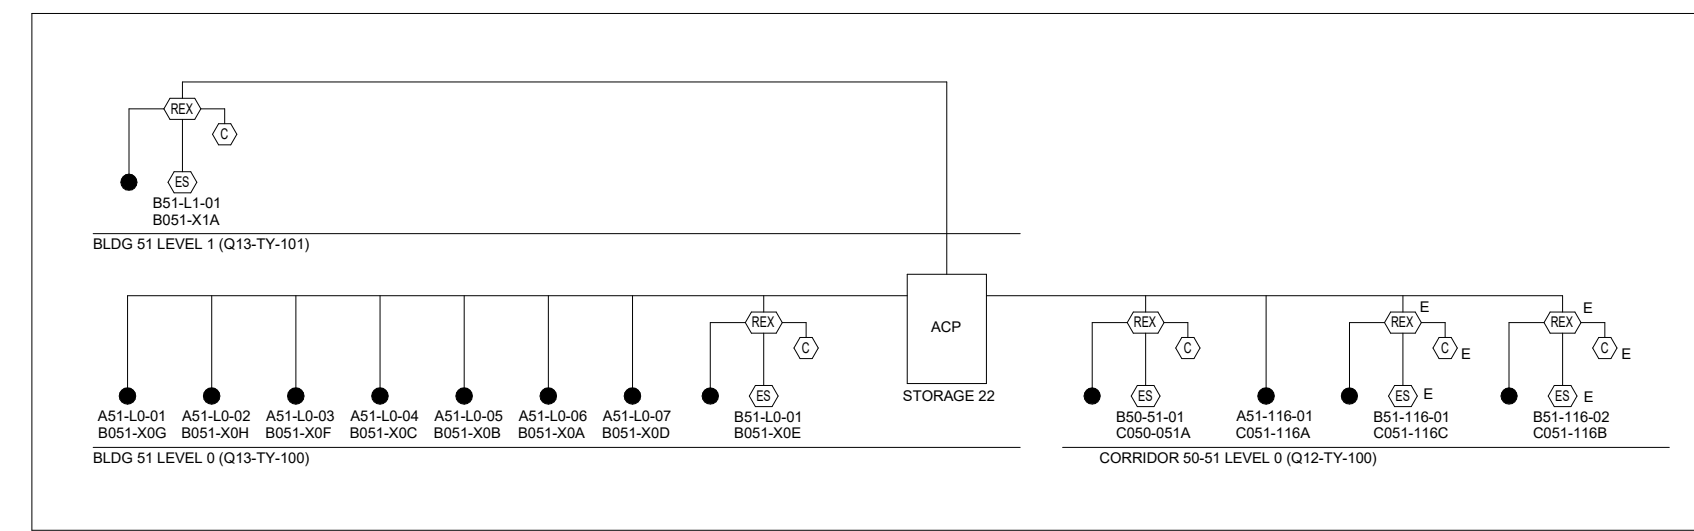 REX
C
ES
B51-L1-01
B051-X1A
BLDG 51 LEVEL 1 (Q13-TY-101)
ACP
STORAGE 22
REX
C
ES
A51-L0-01
B051-X0G
A51-L0-02
B051-X0H
A51-L0-03
B051-X0F
A51-L0-04
B051-X0C
A51-L0-05
B051-X0B
A51-L0-06
B051-X0A
A51-L0-07
B051-X0D
B51-L0-01
B051-X0E
BLDG 51 LEVEL 0 (Q13-TY-100)
REX
C
ES
B50-51-01
C050-051A
A51-116-01
C051-116A
REX E
C E
ES E
B51-116-01
C051-116C
REX E
C E
ES E
B51-116-02
C051-116B
CORRIDOR 50-51 LEVEL 0 (Q12-TY-100)